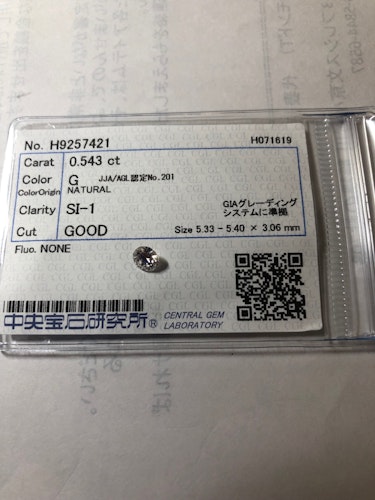 No. H9257421 H071619
Carat 0.543 ct
Color G JJA/AGL認定No.201
ColorOrigin NATURAL
Clarity SI-1 GIAグレーディング
システムに準拠
Cut GOOD Size 5.33 - 5.40 × 3.06 mm
Fluo. NONE
中央宝石研究所® CENTRAL GEM
LABORATORY